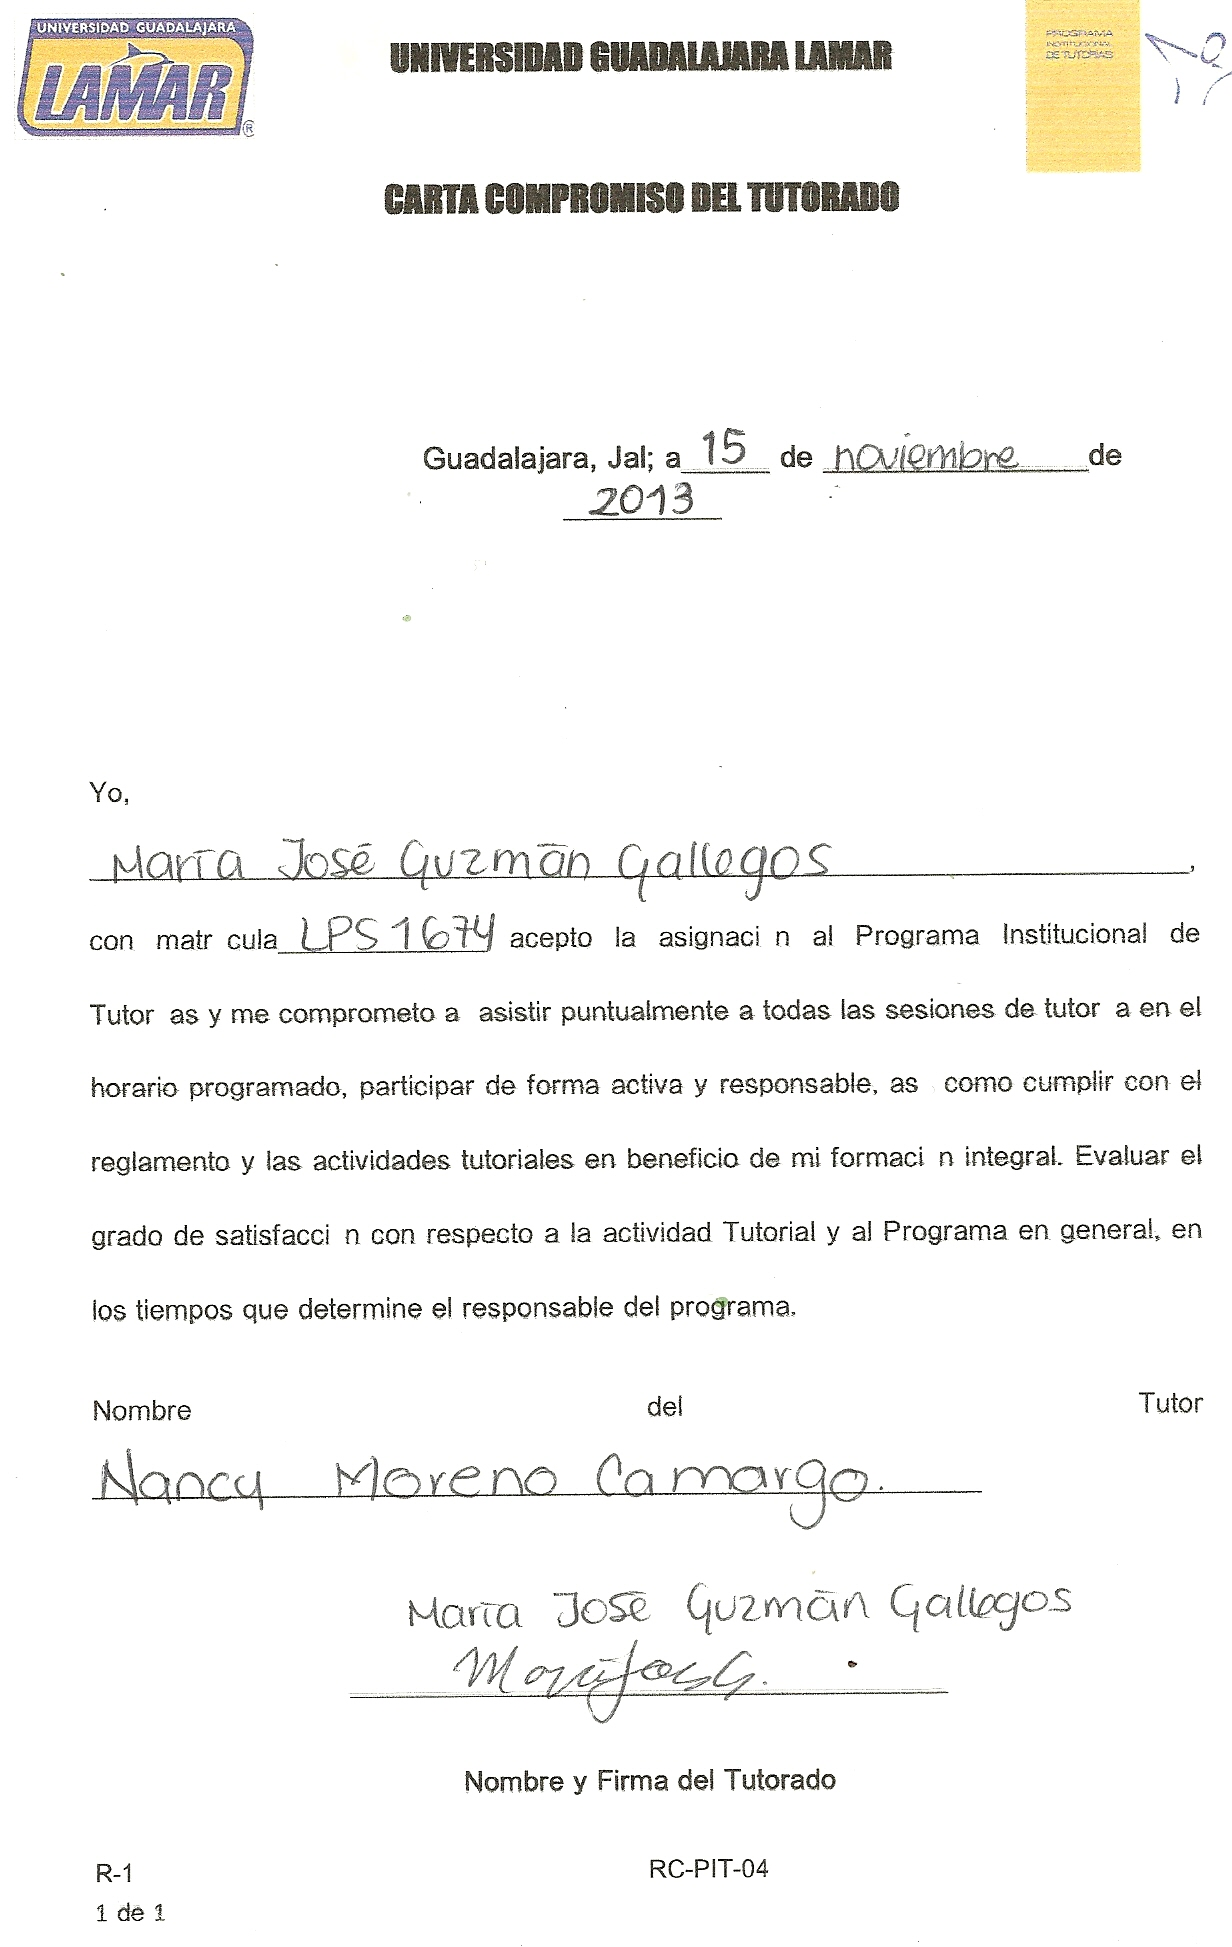 UNIVERSIDAD GUADALAJARA
LAMAR
®
UNIVERSIDAD GUADALAJARA LAMAR
PROGRAMA
INSTITUCIONAL
DE TUTORIAS
CARTA COMPROMISO DEL TUTORADO
Guadalajara, Jal; a 15 de noviembre de
2013
Yo,
María José Guzmán Gallegos,
con matr cula LPS1674 acepto la asignaci n al Programa Institucional de
Tutor as y me comprometo a asistir puntualmente a todas las sesiones de tutor a en el
horario programado, participar de forma activa y responsable, as como cumplir con el
reglamento y las actividades tutoriales en beneficio de mi formaci n integral. Evaluar el
grado de satisfacci n con respecto a la actividad Tutorial y al Programa en general, en
los tiempos que determine el responsable del programa.
Nombre del Tutor
Nancy Moreno Camargo.
María José Guzmán Gallegos
Nombre y Firma del Tutorado
R-1 RC-PIT-04
1 de 1